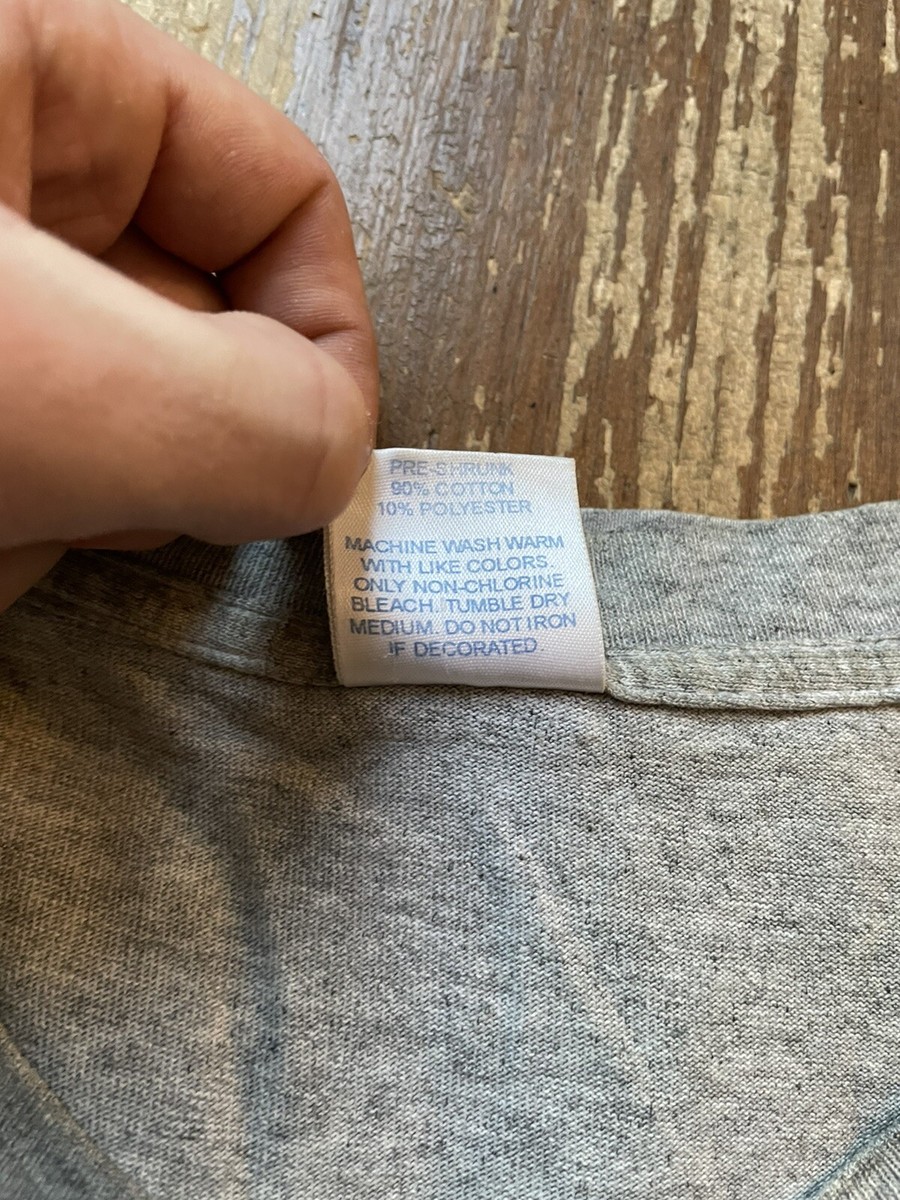 PRE-SHRUNK
90% COTTON
10% POLYESTER
MACHINE WASH WARM
WITH LIKE COLORS.
ONLY NON-CHLORINE
BLEACH. TUMBLE DRY
MEDIUM. DO NOT IRON
IF DECORATED